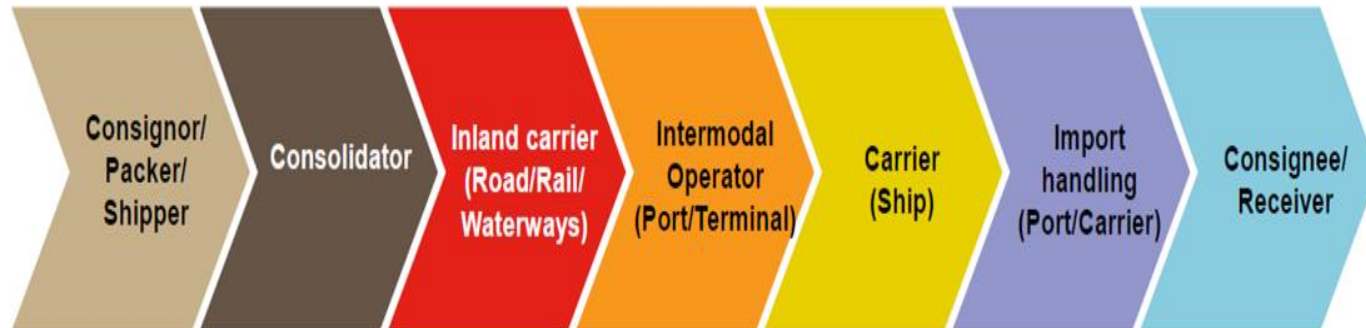 Consignor/
Packer/
Shipper
Consolidator
Inland carrier
(Road/Rail/
Waterways)
Intermodal
Operator
(Port/Terminal)
Carrier
(Ship)
Import
handling
(Port/Carrier)
Consignee/
Receiver